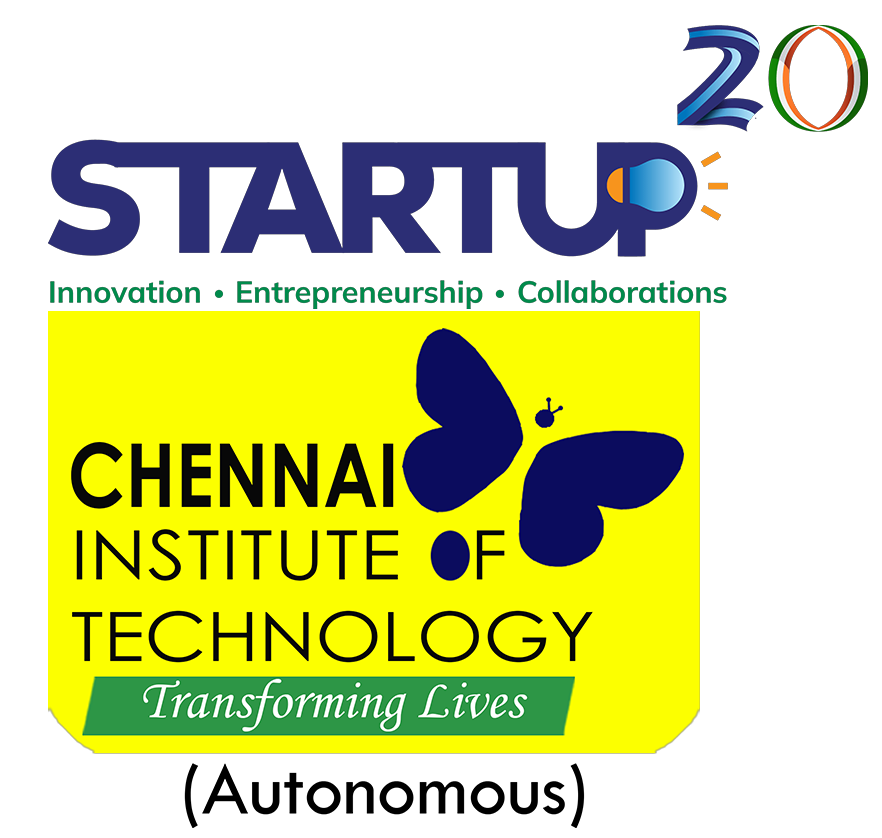 20
STARTUP
Innovation • Entrepreneurship • Collaborations
CHENNAI
INSTITUTE OF
TECHNOLOGY
Transforming Lives
(Autonomous)